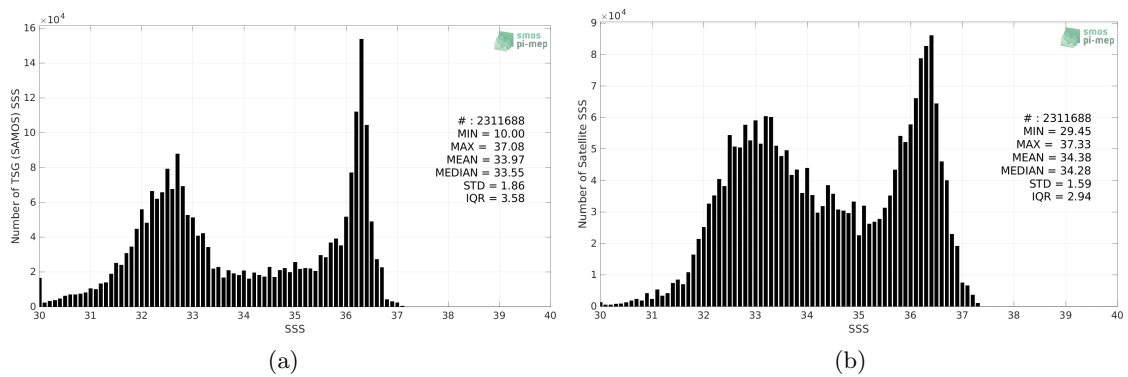 ×10⁴
16
14
12
10
8
6
4
2
0
Number of TSG (SAMOS) SSS
30 31 32 33 34 35 36 37 38 39 40
SSS
smos
pi-mep
# : 2311688
MIN = 10.00
MAX = 37.08
MEAN = 33.97
MEDIAN = 33.55
STD = 1.86
IQR = 3.58
(a)
×10⁴
9
8
7
6
5
4
3
2
1
0
Number of Satellite SSS
30 31 32 33 34 35 36 37 38 39 40
SSS
smos
pi-mep
# : 2311688
MIN = 29.45
MAX = 37.33
MEAN = 34.38
MEDIAN = 34.28
STD = 1.59
IQR = 2.94
(b)